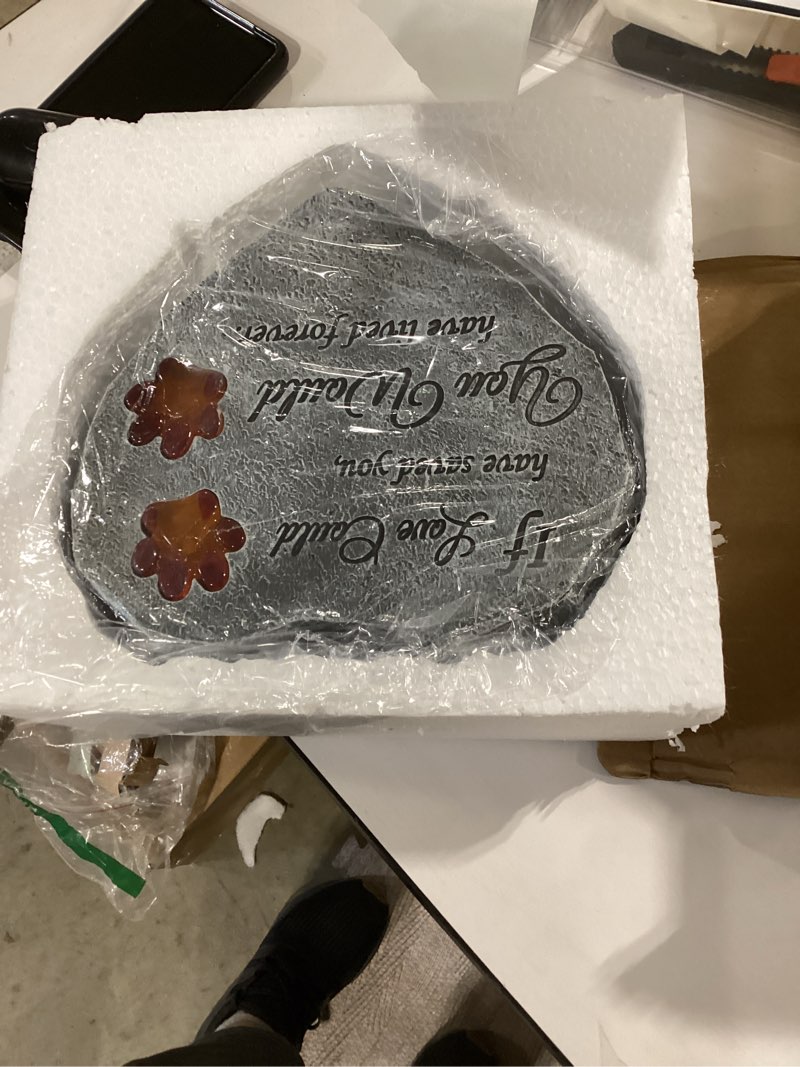 If Love Could
have saved you,
You Would
have lived forever.